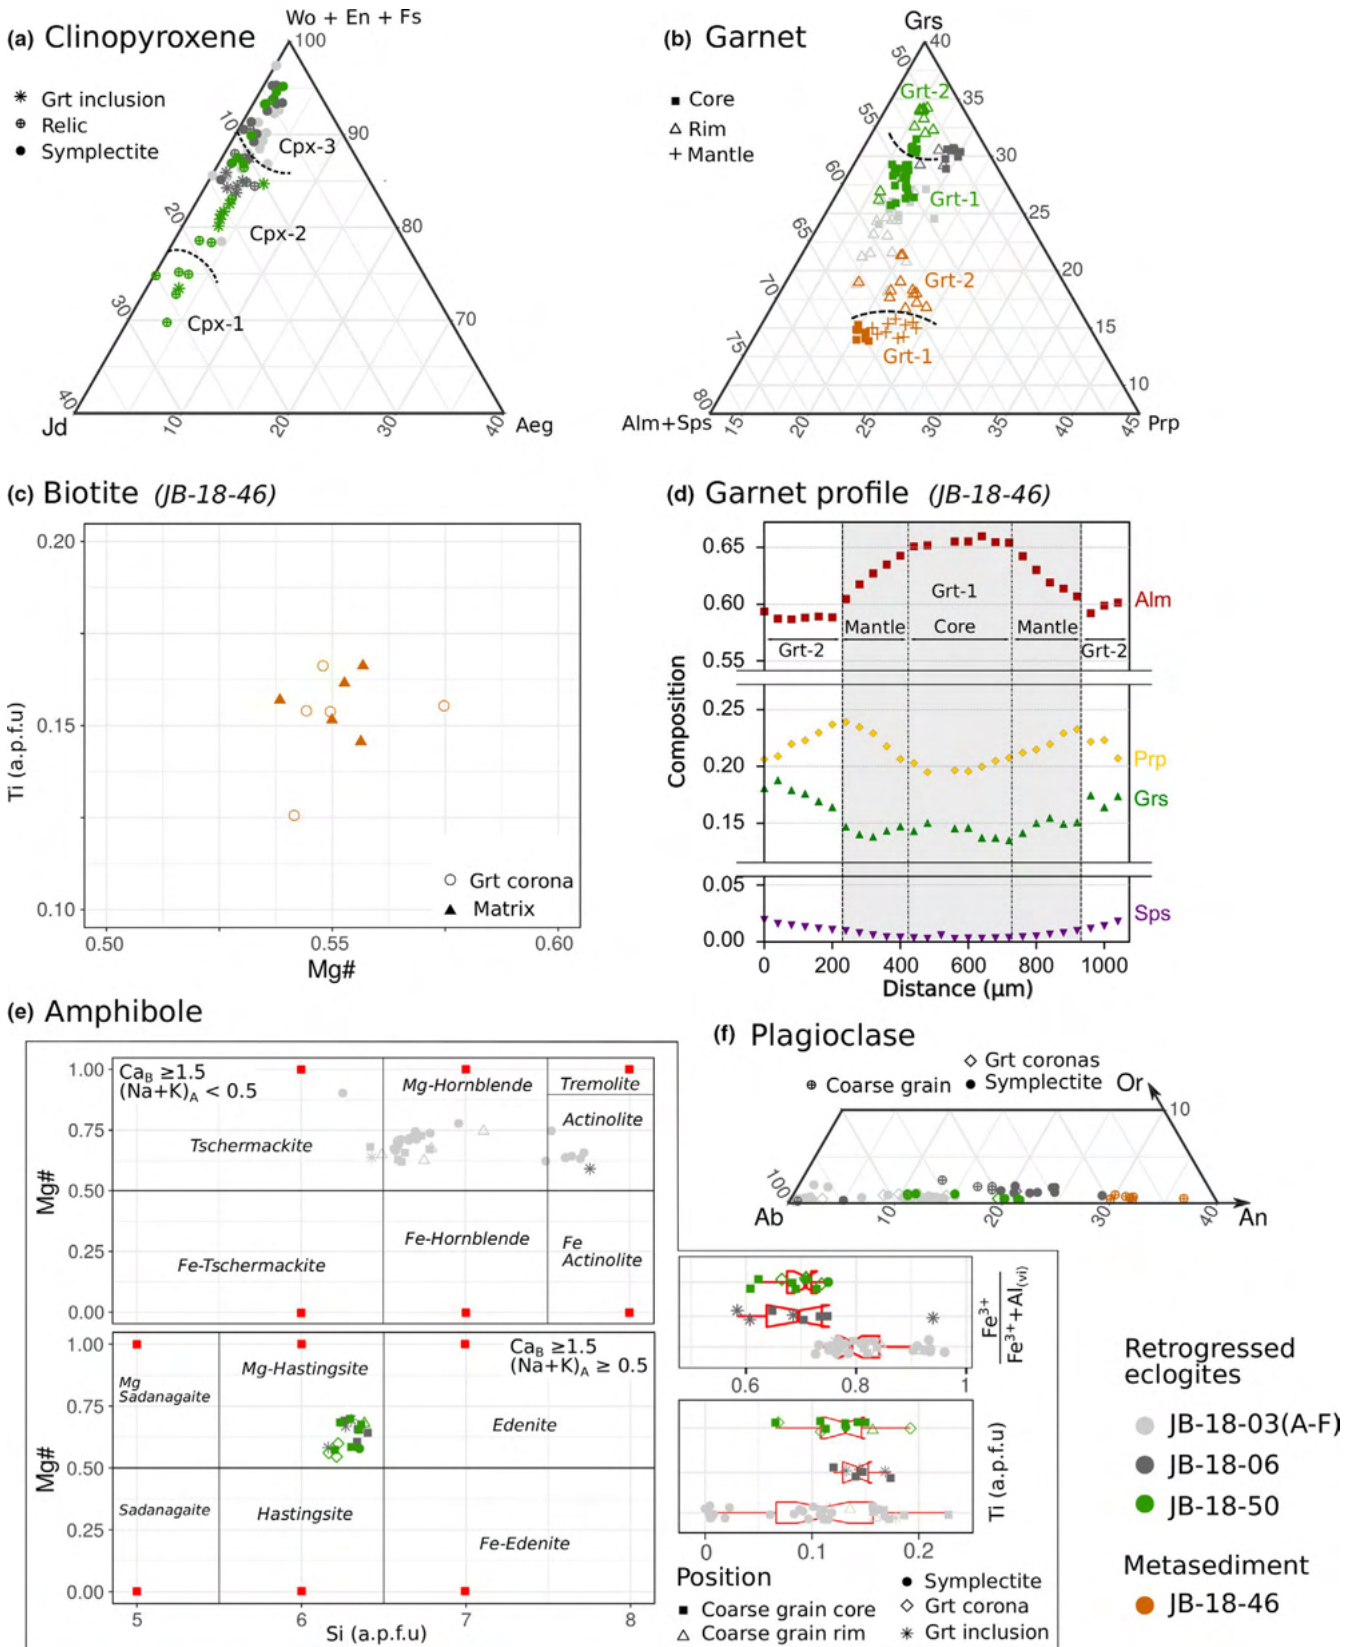 (a) Clinopyroxene
Wo + En + Fs
100
Grt inclusion
Relic
Symplectite
10
90
Cpx-3
20
Cpx-2
80
30
Cpx-1
70
40
Jd
10
20
30
40
Aeg
(b) Garnet
Grs
40
50
Core
Rim
Mantle
Grt-2
35
55
30
60
Grt-1
25
65
20
70
Grt-2
15
75
Grt-1
10
80
Alm+Sps
15
20
25
30
35
40
45
Prp
(c) Biotite (JB-18-46)
0.20
0.15
0.10
Ti (a.p.f.u)
Grt corona
Matrix
0.50
0.55
0.60
Mg#
(d) Garnet profile (JB-18-46)
0.65
0.60
0.55
Grt-1
Alm
Mantle
Core
Mantle
Grt-2
Grt-2
Composition
0.25
0.20
0.15
Prp
Grs
0.05
0.00
Sps
0
200
400
600
800
1000
Distance (μm)
(e) Amphibole
1.00
0.75
0.50
0.25
0.00
Mg#
CaB ≥1.5
(Na+K)A < 0.5
Mg-Hornblende
Tremolite
Tschermackite
Actinolite
Fe-Tschermackite
Fe-Hornblende
Fe
Actinolite
1.00
0.75
0.50
0.25
0.00
Mg#
CaB ≥1.5
(Na+K)A ≥ 0.5
Mg
Sadanagaite
Mg-Hastingsite
Edenite
Sadanagaite
Hastingsite
Fe-Edenite
5
6
7
8
Si (a.p.f.u)
(f) Plagioclase
Grt coronas
Coarse grain
Symplectite
Or
10
100
Ab
10
20
30
40
An
0.6
0.8
1
Fe3+
Fe3++Al(vi)
0
0.1
0.2
Ti (a.p.f.u)
Position
Coarse grain core
Coarse grain rim
Symplectite
Grt corona
Grt inclusion
Retrogressed
eclogites
JB-18-03(A-F)
JB-18-06
JB-18-50
Metasediment
JB-18-46